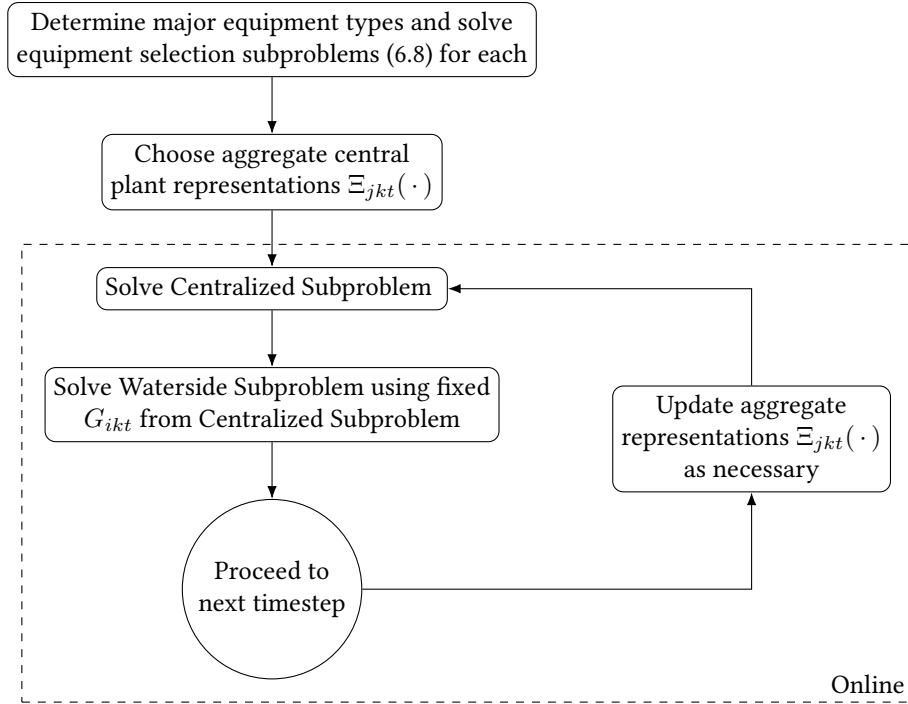 Determine major equipment types and solve
equipment selection subproblems (6.8) for each
Choose aggregate central
plant representations Ξ_{jkt}(·)
Solve Centralized Subproblem
Solve Waterside Subproblem using fixed
G_{ikt} from Centralized Subproblem
Update aggregate
representations Ξ_{jkt}(·)
as necessary
Proceed to
next timestep
Online